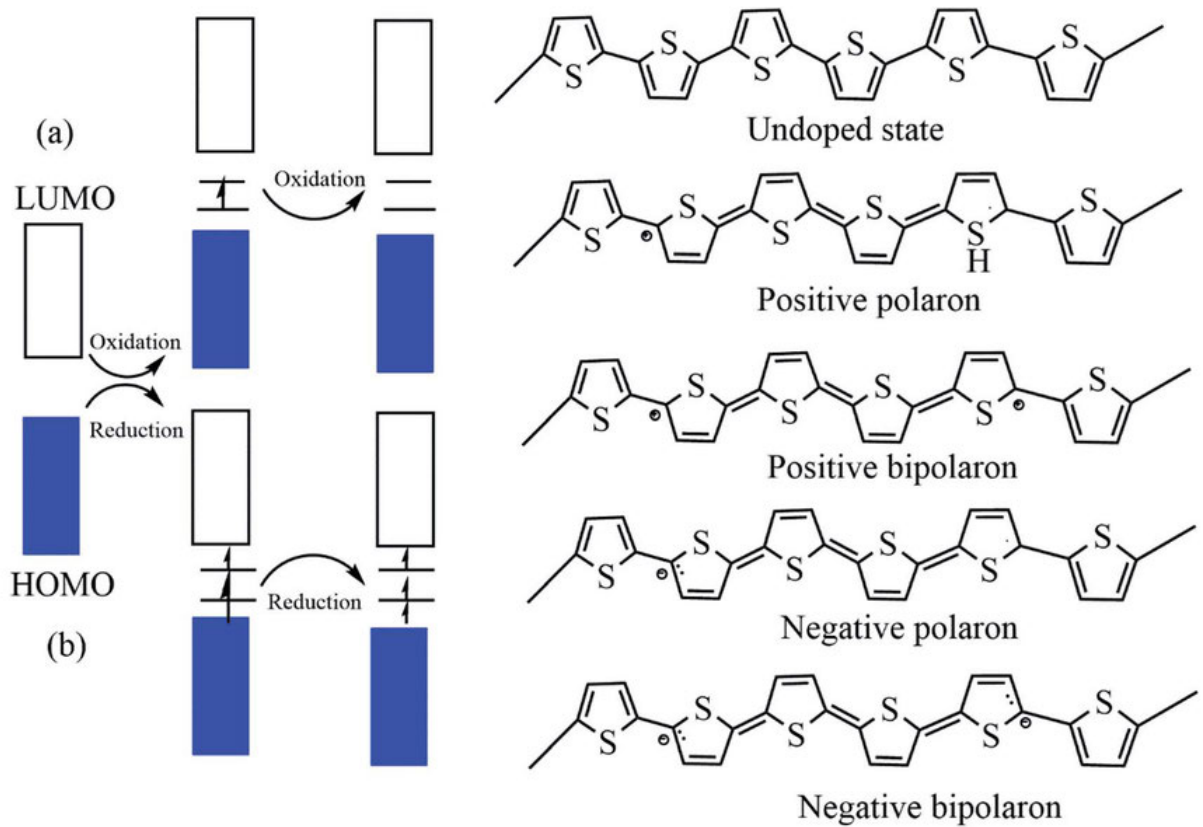 (a)
LUMO
Oxidation
Oxidation
Reduction
HOMO
Reduction
(b)
S S S S S S
Undoped state
S S S S S S
H
Positive polaron
S S S S S S
Positive bipolaron
S S S S S S
Negative polaron
S S S S S S
Negative bipolaron